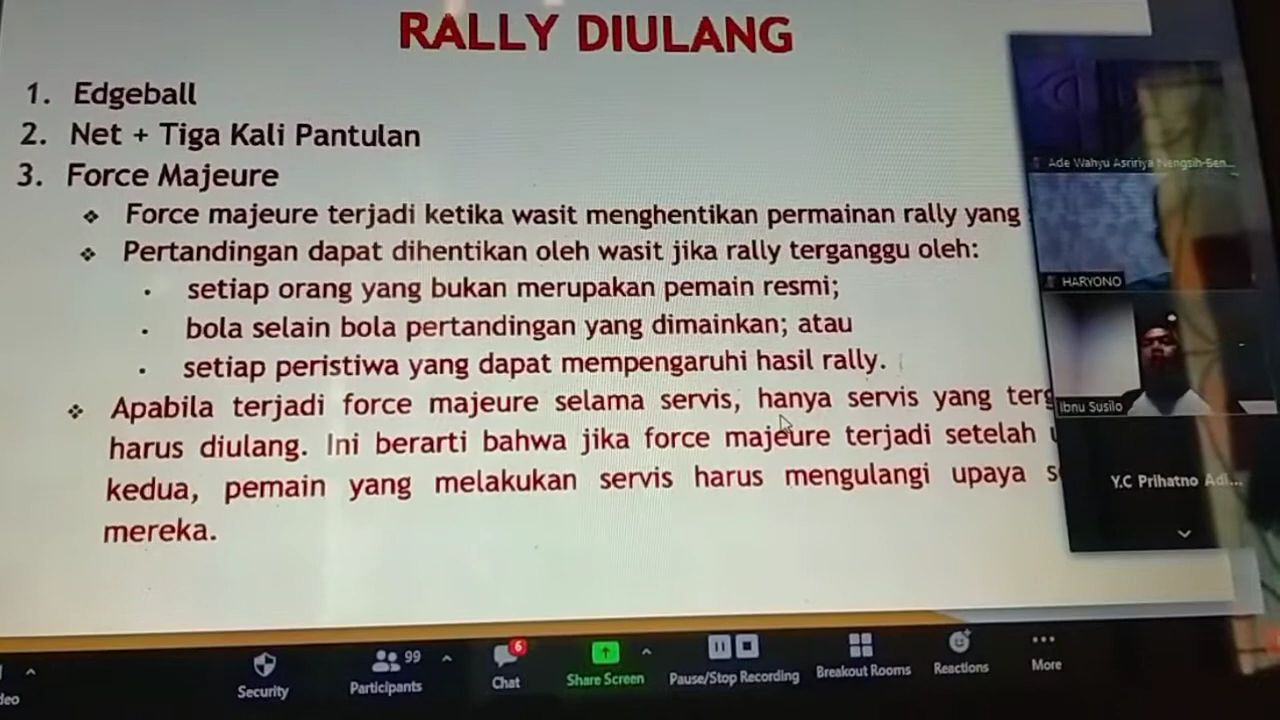 RALLY DIULANG
1. Edgeball
2. Net + Tiga Kali Pantulan
3. Force Majeure
❖ Force majeure terjadi ketika wasit menghentikan permainan rally yang
❖ Pertandingan dapat dihentikan oleh wasit jika rally terganggu oleh:
· setiap orang yang bukan merupakan pemain resmi;
· bola selain bola pertandingan yang dimainkan; atau
· setiap peristiwa yang dapat mempengaruhi hasil rally.
❖ Apabila terjadi force majeure selama servis, hanya servis yang
harus diulang. Ini berarti bahwa jika force majeure terjadi setelah
kedua, pemain yang melakukan servis harus mengulangi upaya
mereka.
Ade Wahyu Asririya Nengsih-Ben...
HARYONO
Ibnu Susilo
Y.C Prihatno Adi...
Security
Participants
99
Chat
6
Share Screen
Pause/Stop Recording
Breakout Rooms
Reactions
More